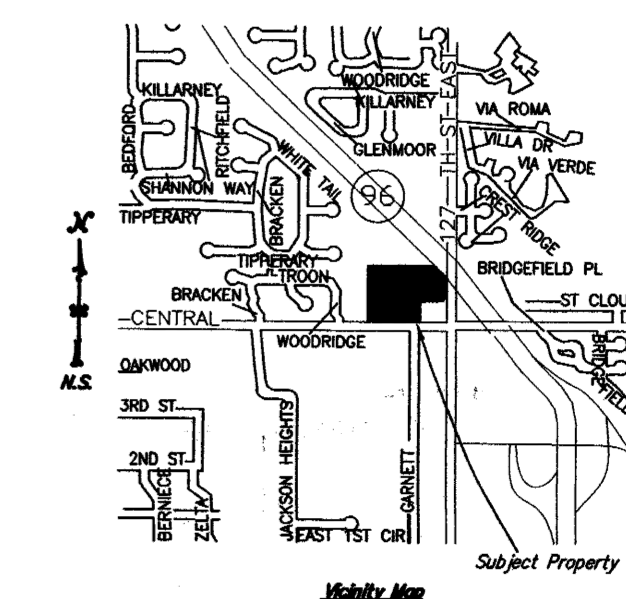 WOODRIDGE
KILLARNEY
KILLARNEY
BEDFORD
RITCHFIELD
GLENMOOR
127TH-ST-EAST
VIA ROMA
VILLA DR
VIA VERDE
WHITE TAIL
96
SHANNON WAY
BRACKEN
CREST RIDGE
TIPPERARY
N
TIPPERARY
TROON
BRIDGEFIELD PL
BRACKEN
ST CLOU
CENTRAL
WOODRIDGE
BRIDGEFIELD
OAKWOOD
N.S.
3RD ST
JACKSON HEIGHTS
GARNETT
2ND ST
BERNIECE
ZELTA
EAST 1ST CIR
Subject Property
Vicinity Map